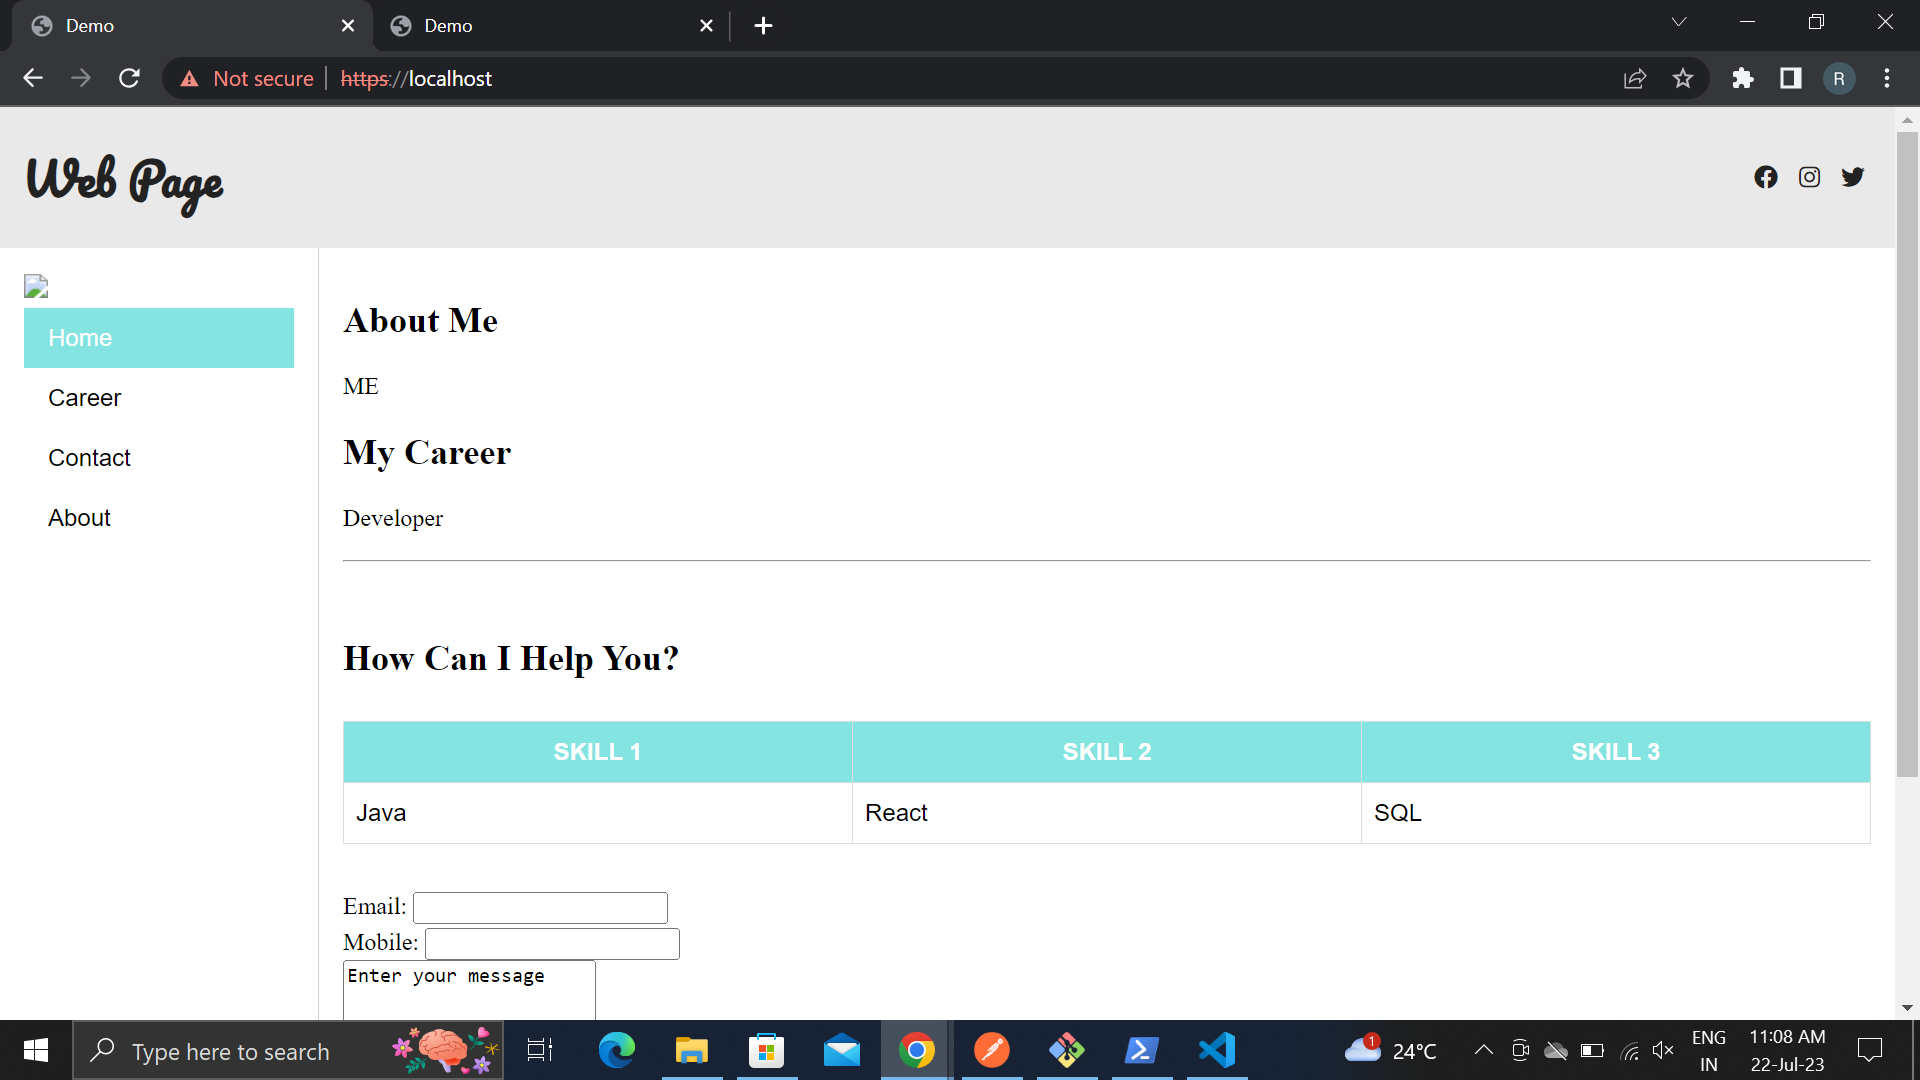 Demo
Demo
Not secure
https://localhost
R
Web Page
Home
Career
Contact
About
About Me
ME
My Career
Developer
How Can I Help You?
SKILL 1 SKILL 2 SKILL 3
Java React SQL
Email:
Mobile:
Enter your message
Type here to search
1
24°C
ENG
IN
11:08 AM
22-Jul-23